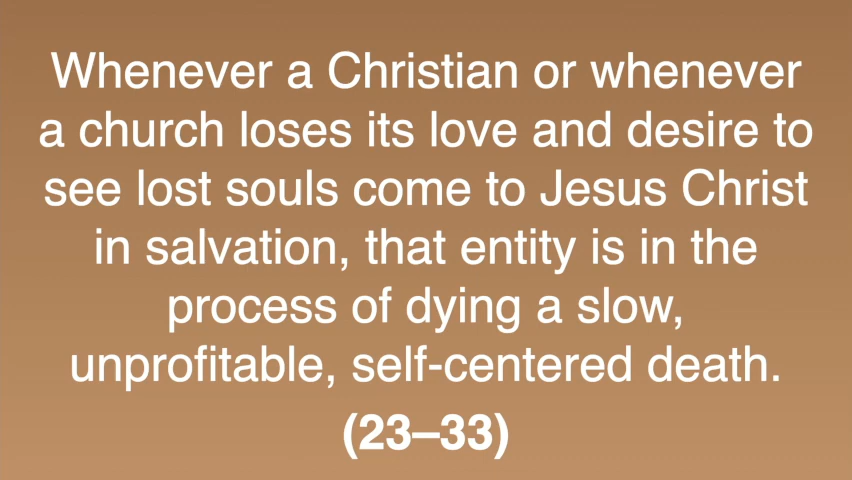 Whenever a Christian or whenever
a church loses its love and desire to
see lost souls come to Jesus Christ
in salvation, that entity is in the
process of dying a slow,
unprofitable, self-centered death.
(23–33)